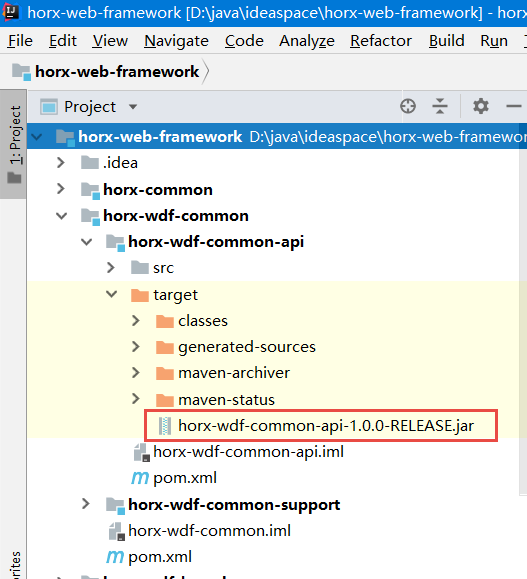 horx-web-framework [D:\java\ideaspace\horx-web-framework] - horx
File Edit View Navigate Code Analyze Refactor Build Run
horx-web-framework
1: Project
Project
horx-web-framework D:\java\ideaspace\horx-web-framewor
.idea
horx-common
horx-wdf-common
horx-wdf-common-api
src
target
classes
generated-sources
maven-archiver
maven-status
horx-wdf-common-api-1.0.0-RELEASE.jar
horx-wdf-common-api.iml
pom.xml
horx-wdf-common-support
horx-wdf-common.iml
pom.xml